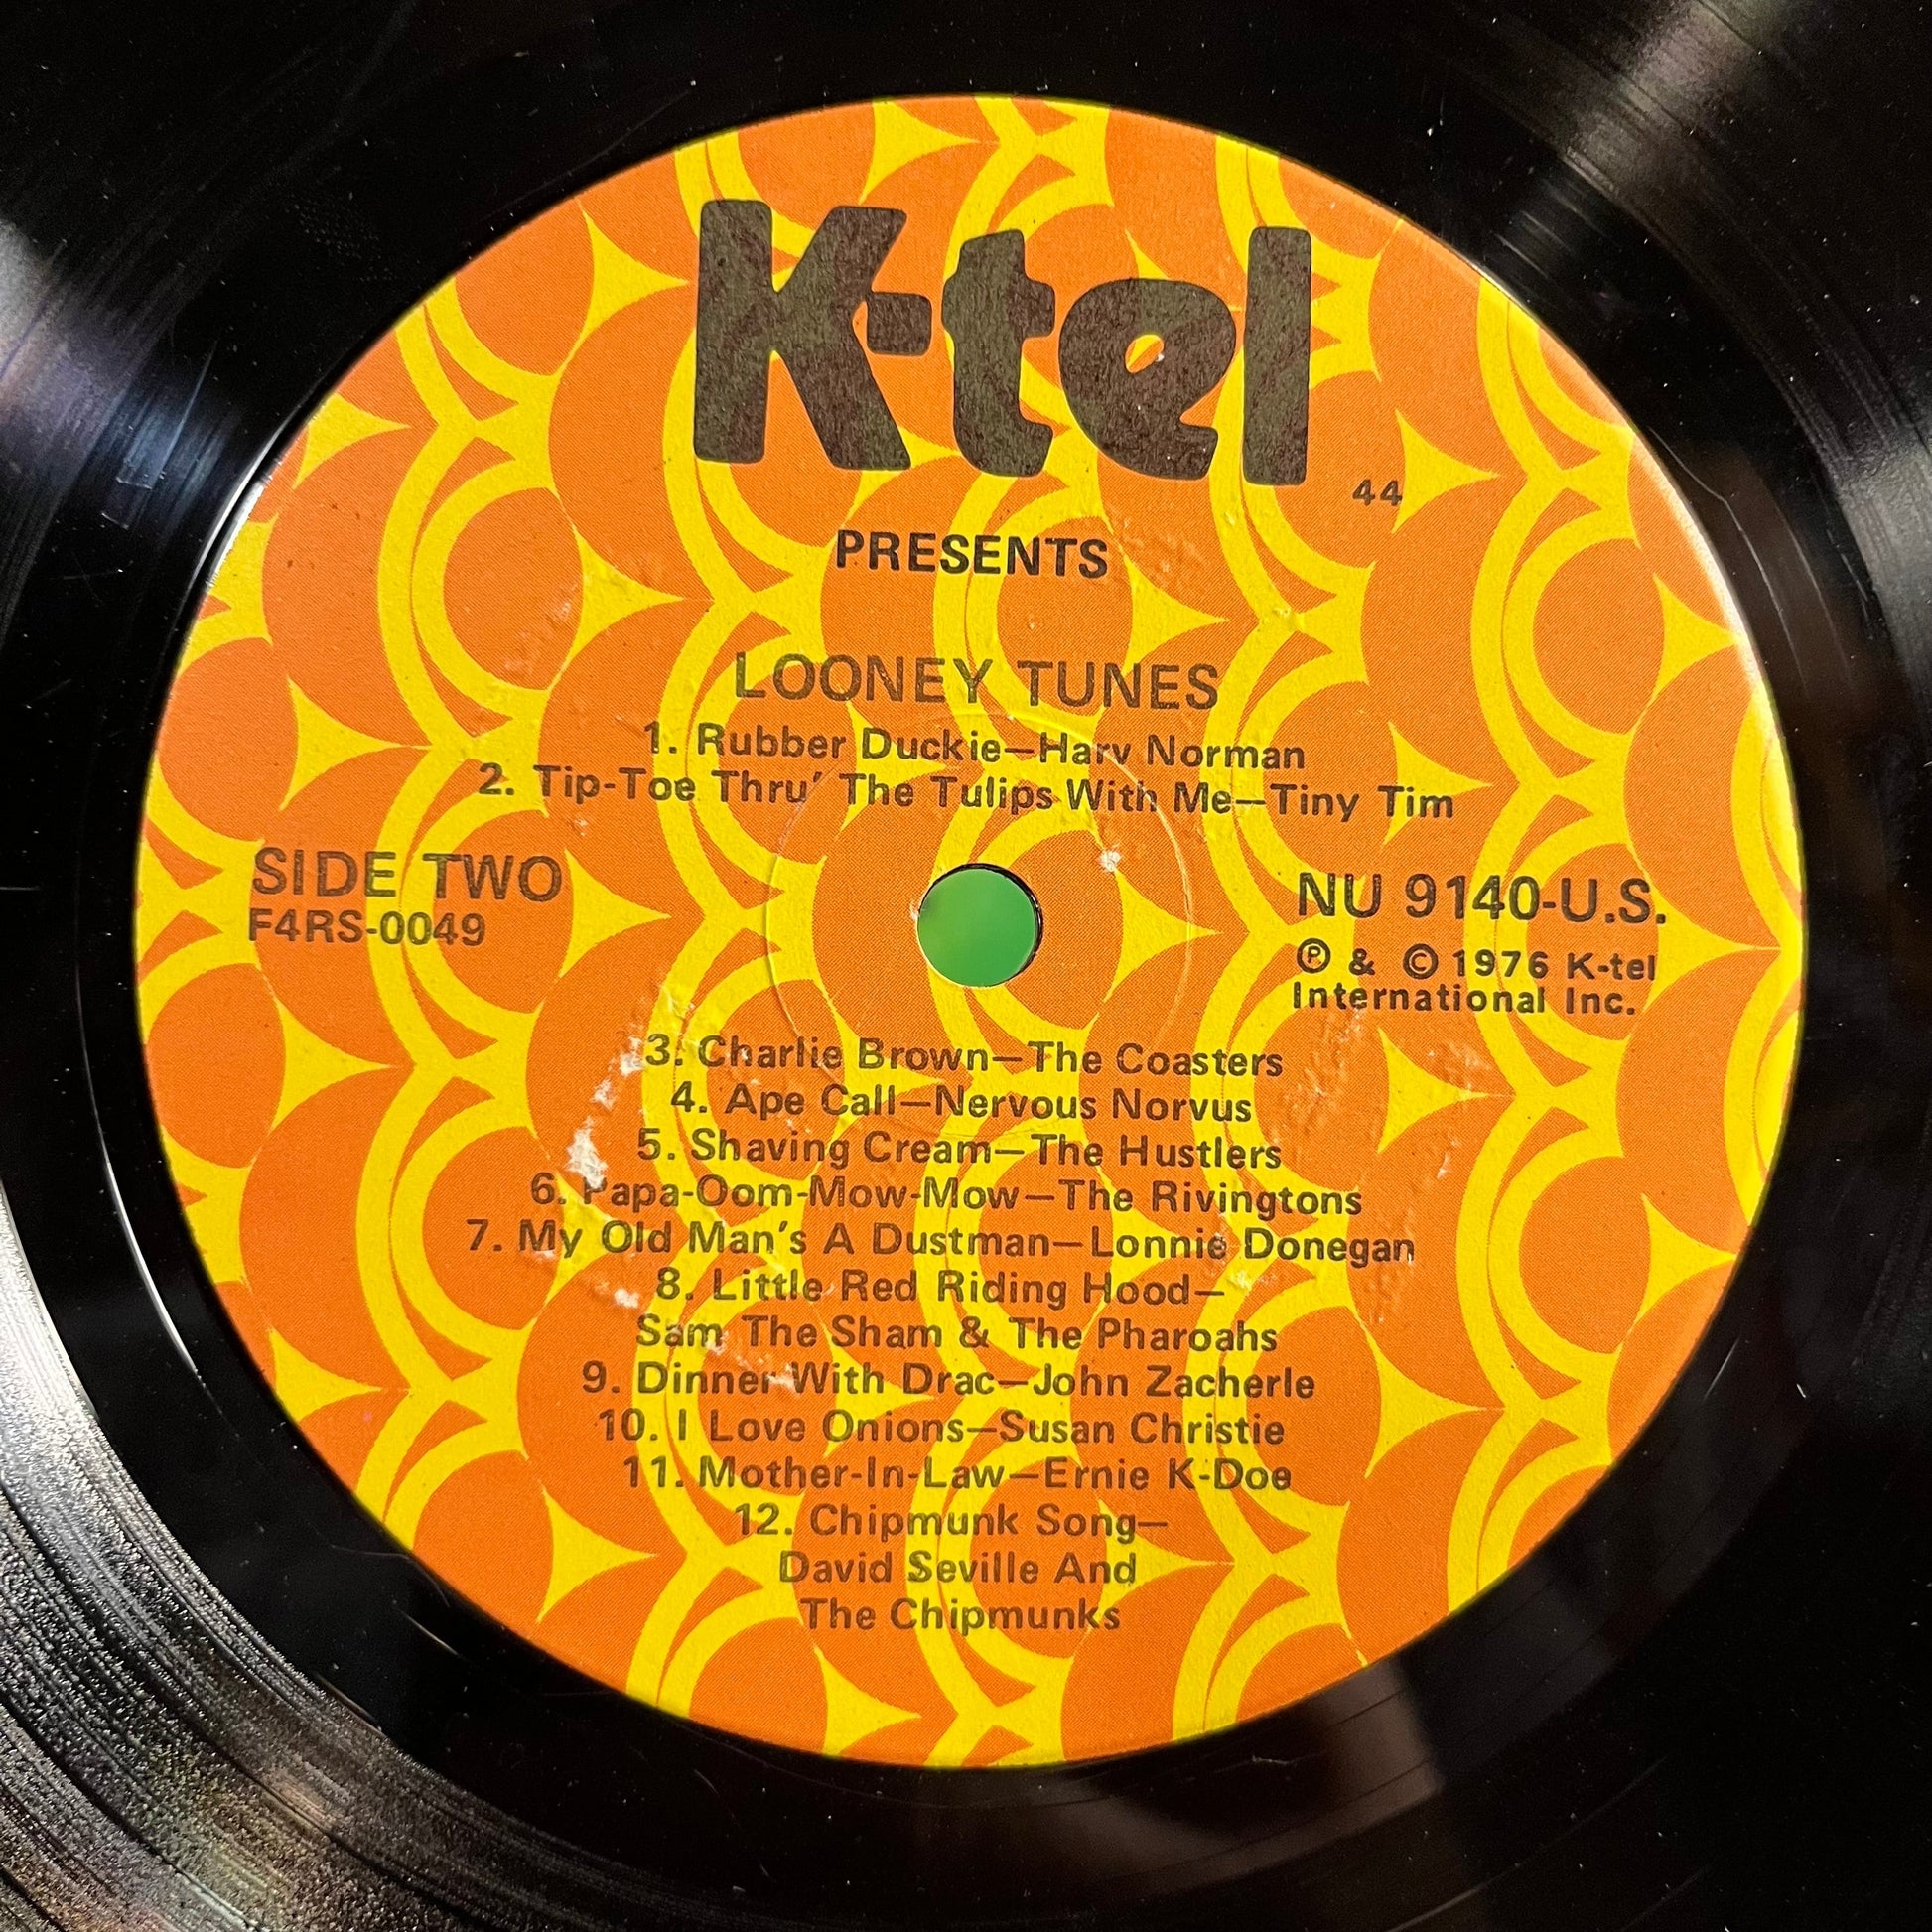 K-tel
44
PRESENTS
LOONEY TUNES
1. Rubber Duckie—Harv Norman
2. Tip-Toe Thru' The Tulips With Me—Tiny Tim
SIDE TWO
F4RS-0049
NU 9140-U.S.
Ⓟ & © 1976 K-tel
International Inc.
3. Charlie Brown—The Coasters
4. Ape Call—Nervous Norvus
5. Shaving Cream—The Hustlers
6. Papa-Oom-Mow-Mow—The Rivingtons
7. My Old Man's A Dustman—Lonnie Donegan
8. Little Red Riding Hood—
Sam The Sham & The Pharoahs
9. Dinner With Drac—John Zacherle
10. I Love Onions—Susan Christie
11. Mother-In-Law—Ernie K-Doe
12. Chipmunk Song—
David Seville And
The Chipmunks